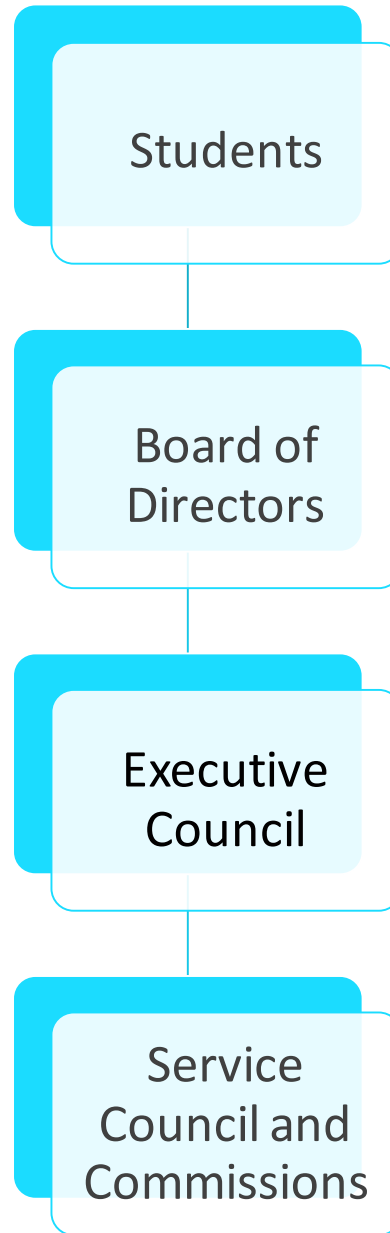 Students
Board of
Directors
Executive
Council
Service
Council and
Commissions